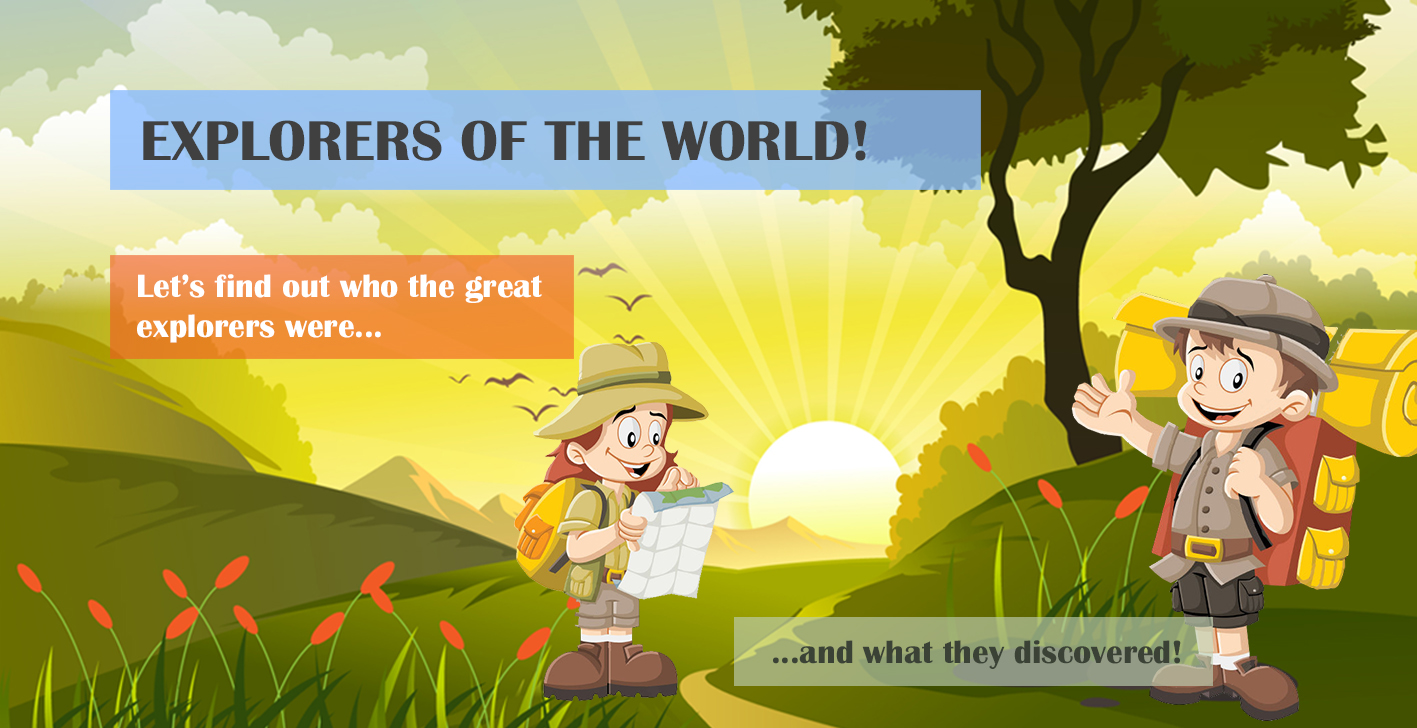 EXPLORERS OF THE WORLD!
Let’s find out who the great
explorers were...
...and what they discovered!